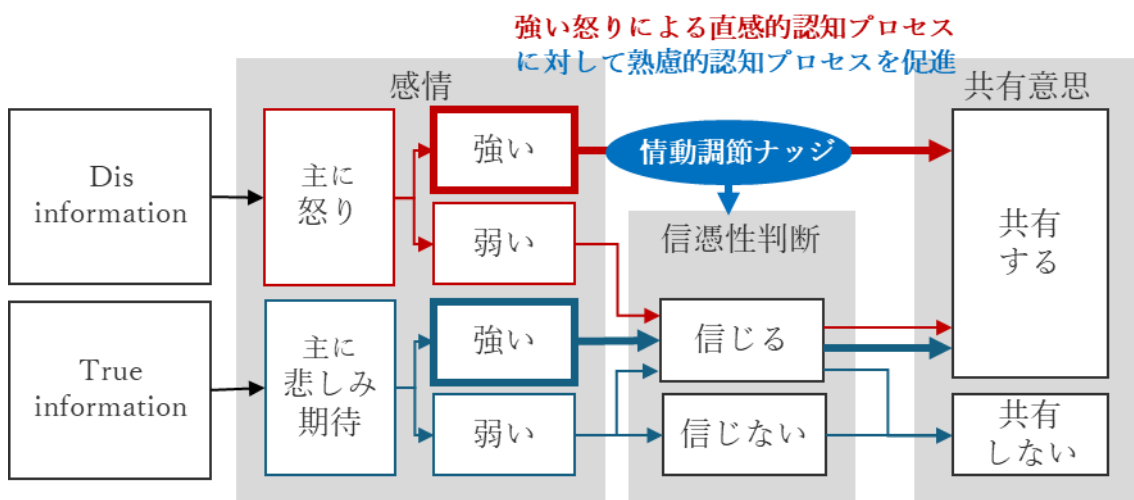 強い怒りによる直感的認知プロセス
に対して熟慮的認知プロセスを促進
感情
共有意思
Dis
information
主に
怒り
強い
弱い
情動調節ナッジ
信憑性判断
共有
する
True
information
主に
悲しみ
期待
強い
弱い
信じる
信じない
共有
しない